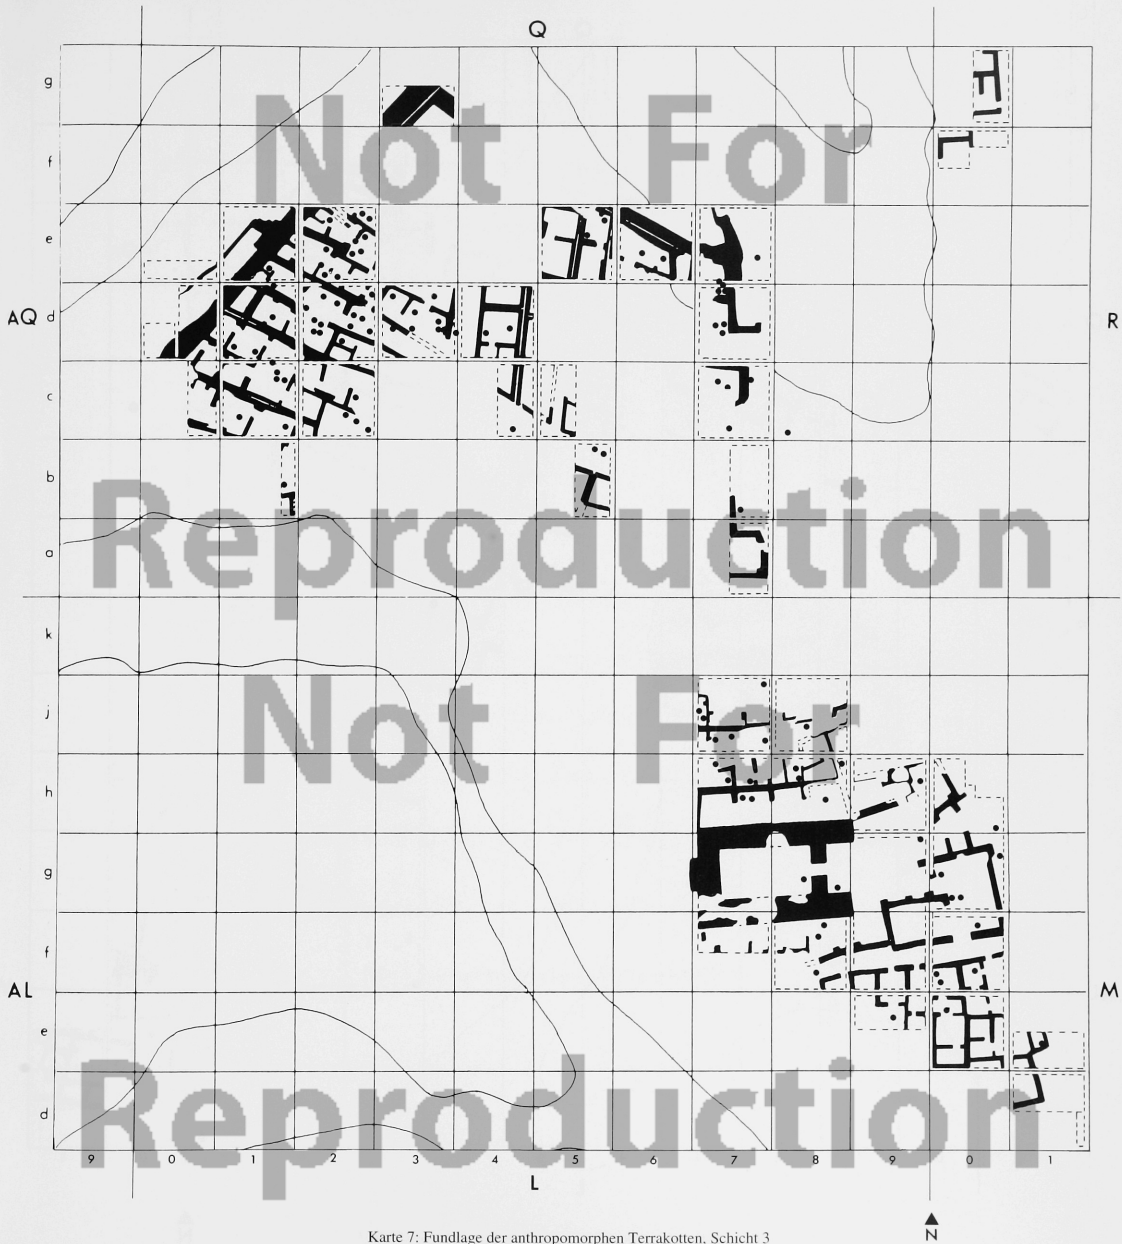 Q
g
f
e
AQ d R
c
b
a
k
j
h
g
f
AL M
e
d
9 0 1 2 3 4 5 6 7 8 9 0 1
L
N
Karte 7: Fundlage der anthropomorphen Terrakotten, Schicht 3
Not For
Reproduction
Not For
Reproduction